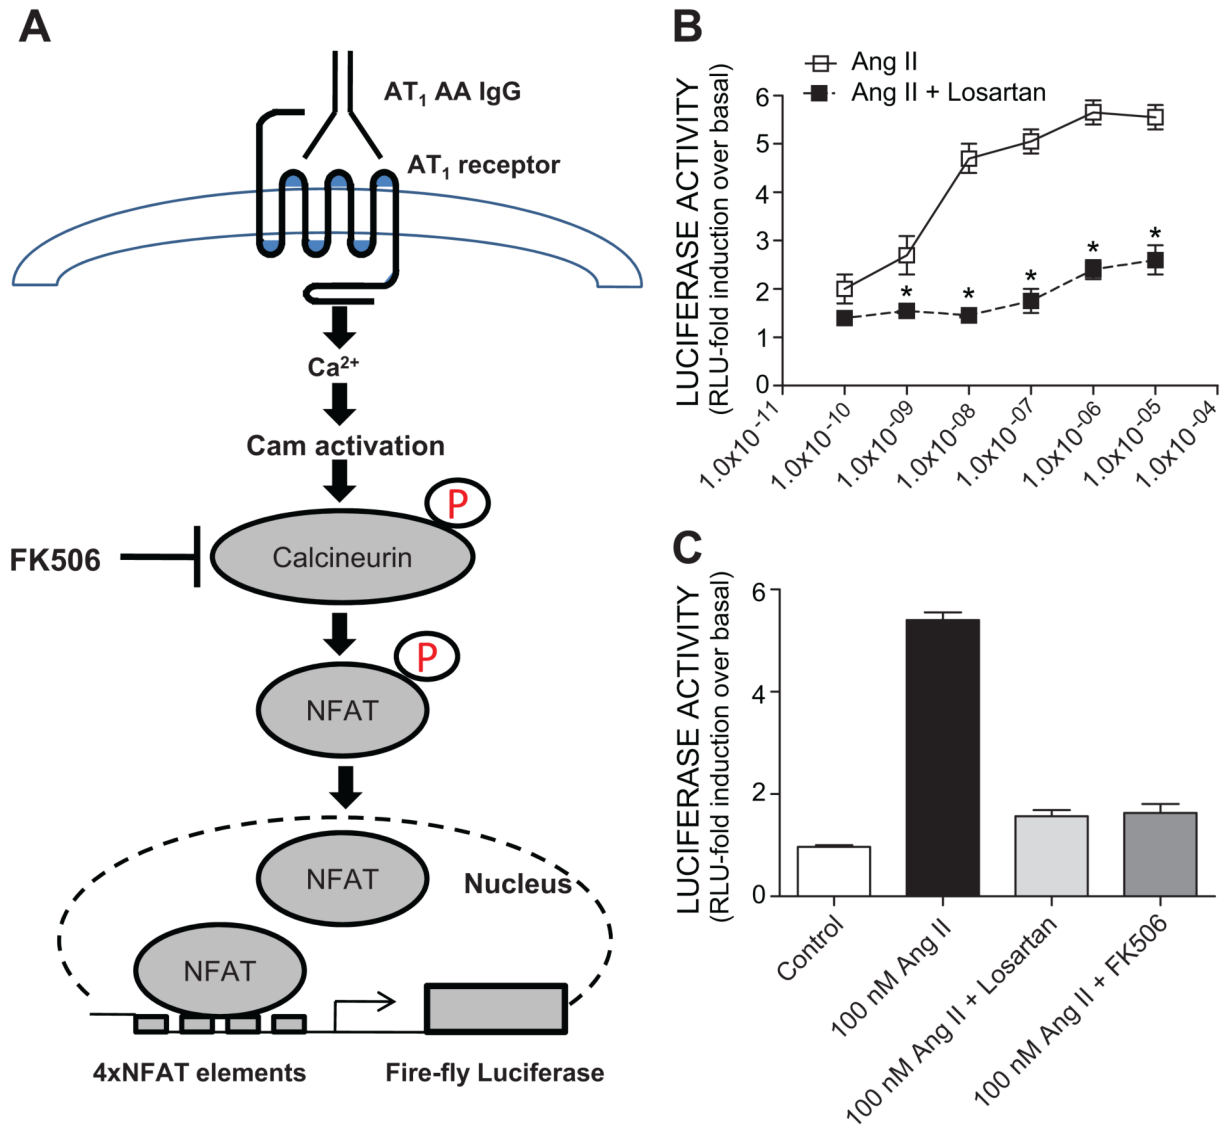 A
AT1 AA IgG
AT1 receptor
Ca2+
Cam activation
P
Calcineurin
FK506
P
NFAT
NFAT
Nucleus
NFAT
4xNFAT elements
Fire-fly Luciferase
B
Ang II
Ang II + Losartan
LUCIFERASE ACTIVITY
(RLU-fold induction over basal)
6
5
4
3
2
1
0
*
*
*
*
*
1.0x10-11
1.0x10-10
1.0x10-09
1.0x10-08
1.0x10-07
1.0x10-06
1.0x10-05
1.0x10-04
C
LUCIFERASE ACTIVITY
(RLU-fold induction over basal)
6
4
2
0
Control
100 nM Ang II
100 nM Ang II + Losartan
100 nM Ang II + FK506